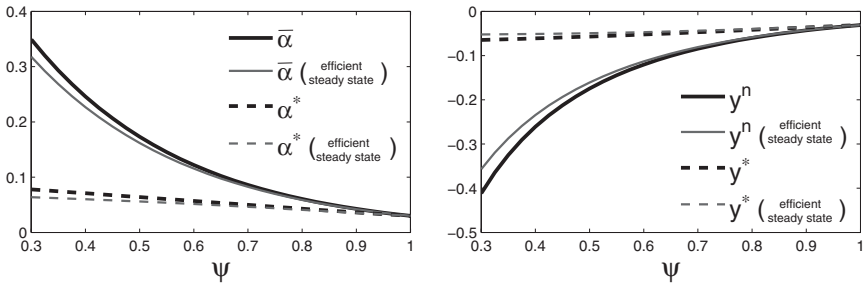 0.4
0.3
0.2
0.1
0
0.3 0.4 0.5 0.6 0.7 0.8 0.9 1
ψ
α̅
α̅ ( efficient steady state )
α*
α* ( efficient steady state )
0
−0.1
−0.2
−0.3
−0.4
−0.5
0.3 0.4 0.5 0.6 0.7 0.8 0.9 1
ψ
yⁿ
yⁿ ( efficient steady state )
y*
y* ( efficient steady state )